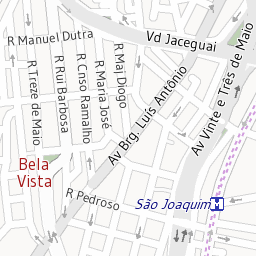 R Manuel Dutra
Vd Jaceguai
Av Vinte e Três de Maio
R Treze de Maio
R Rui Barbosa
R Cnso Ramalho
R Maria José
R Maj Diogo
Av Brg. Luís Antônio
Bela
Vista
R Pedroso
São Joaquim
M